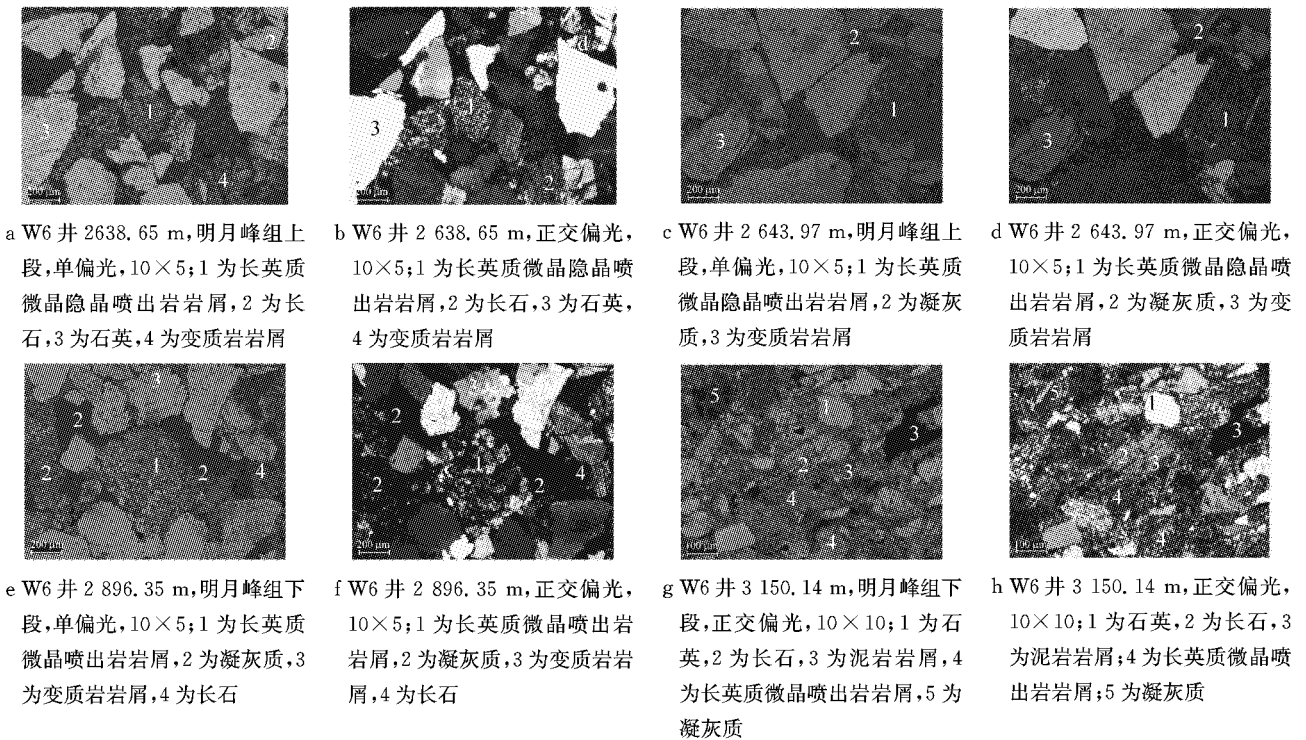 2
1
3
4
200 μm
d
1
3
2
200 μm
2
1
3
200 μm
2
1
3
200 μm
a W6 井 2638.65 m,明月峰组上
段,单偏光,10×5;1 为长英质
微晶隐晶喷出岩岩屑,2 为长
石,3 为石英,4 为变质岩岩屑
b W6 井 2 638.65 m,正交偏光,
10×5;1 为长英质微晶隐晶喷
出岩岩屑,2 为长石,3 为石英,
4 为变质岩岩屑
c W6 井 2 643.97 m,明月峰组上
段,单偏光,10×5;1 为长英质
微晶隐晶喷出岩岩屑,2 为凝灰
质,3 为变质岩岩屑
d W6 井 2 643.97 m,正交偏光,
10×5;1 为长英质微晶隐晶喷
出岩岩屑,2 为凝灰质,3 为变
质岩岩屑
3
2
1
2
2
4
200 μm
3
2
1
2
2
4
200 μm
5
1
3
2
3
4
4
100 μm
5
1
3
2
3
4
4
100 μm
e W6 井 2 896.35 m,明月峰组下
段,单偏光,10×5;1 为长英质
微晶喷出岩岩屑,2 为凝灰质,3
为变质岩岩屑,4 为长石
f W6 井 2 896.35 m,正交偏光,
10×5;1 为长英质微晶喷出岩
岩屑,2 为凝灰质,3 为变质岩岩
屑,4 为长石
g W6 井 3 150.14 m,明月峰组下
段,正交偏光,10×10;1 为石
英,2 为长石,3 为泥岩岩屑,4
为长英质微晶喷出岩岩屑,5 为
凝灰质
h W6 井 3 150.14 m,正交偏光,
10×10;1 为石英,2 为长石,3
为泥岩岩屑;4 为长英质微晶喷
出岩岩屑;5 为凝灰质